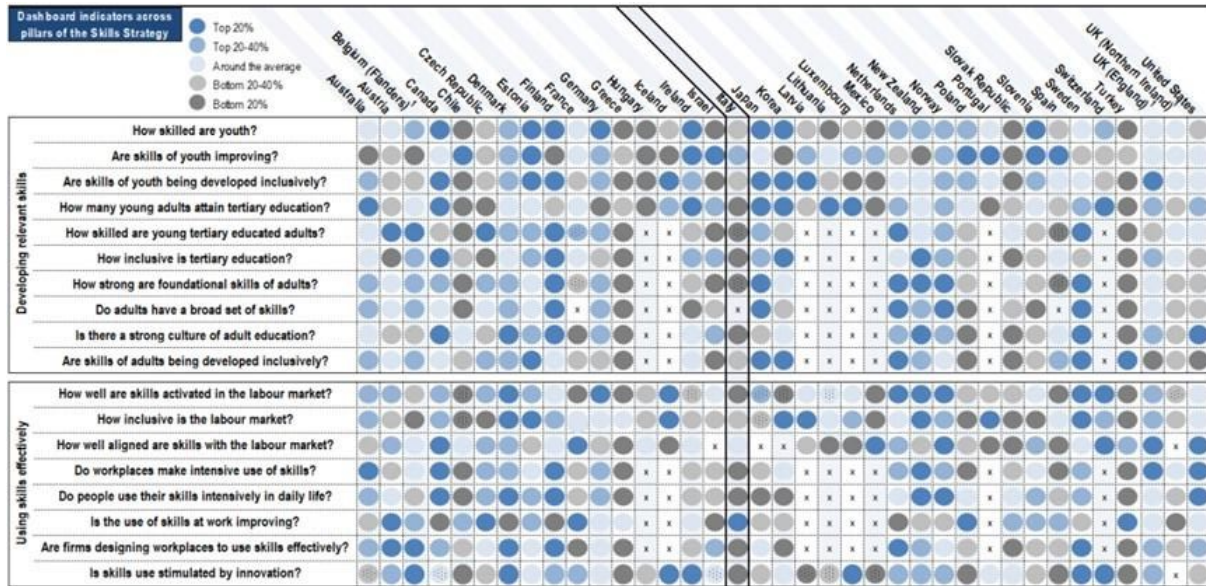 Dashboard indicators across
pillars of the Skills Strategy
Top 20%
Top 20-40%
Around the average
Bottom 20-40%
Bottom 20%
Australia
Austria
Belgium (Flanders)¹
Canada
Chile
Czech Republic
Denmark
Estonia
Finland
France
Germany
Greece
Hungary
Iceland
Ireland
Israel
Italy
Japan
Korea
Latvia
Lithuania
Luxembourg
Mexico
Netherlands
New Zealand
Norway
Poland
Portugal
Slovak Republic
Slovenia
Spain
Sweden
Switzerland
Turkey
UK (England)
UK (Northern Ireland)
United States
Developing relevant skills
How skilled are youth?
Are skills of youth improving?
Are skills of youth being developed inclusively?
How many young adults attain tertiary education?
How skilled are young tertiary educated adults? x x x x x x x x
How inclusive is tertiary education? x x x x x x x x
How strong are foundational skills of adults? x x x x x x x x
Do adults have a broad set of skills? x x x x x x x x x x x
Is there a strong culture of adult education? x x x x x x x x
Are skills of adults being developed inclusively? x x x x x x x x
Using skills effectively
How well are skills activated in the labour market?
How inclusive is the labour market?
How well aligned are skills with the labour market? x x x x
Do workplaces make intensive use of skills? x x x x x x x x
Do people use their skills intensively in daily life? x x x x x x x x
Is the use of skills at work improving? x x x x x x x x
Are firms designing workplaces to use skills effectively? x x x x x x x x
Is skills use stimulated by innovation? x